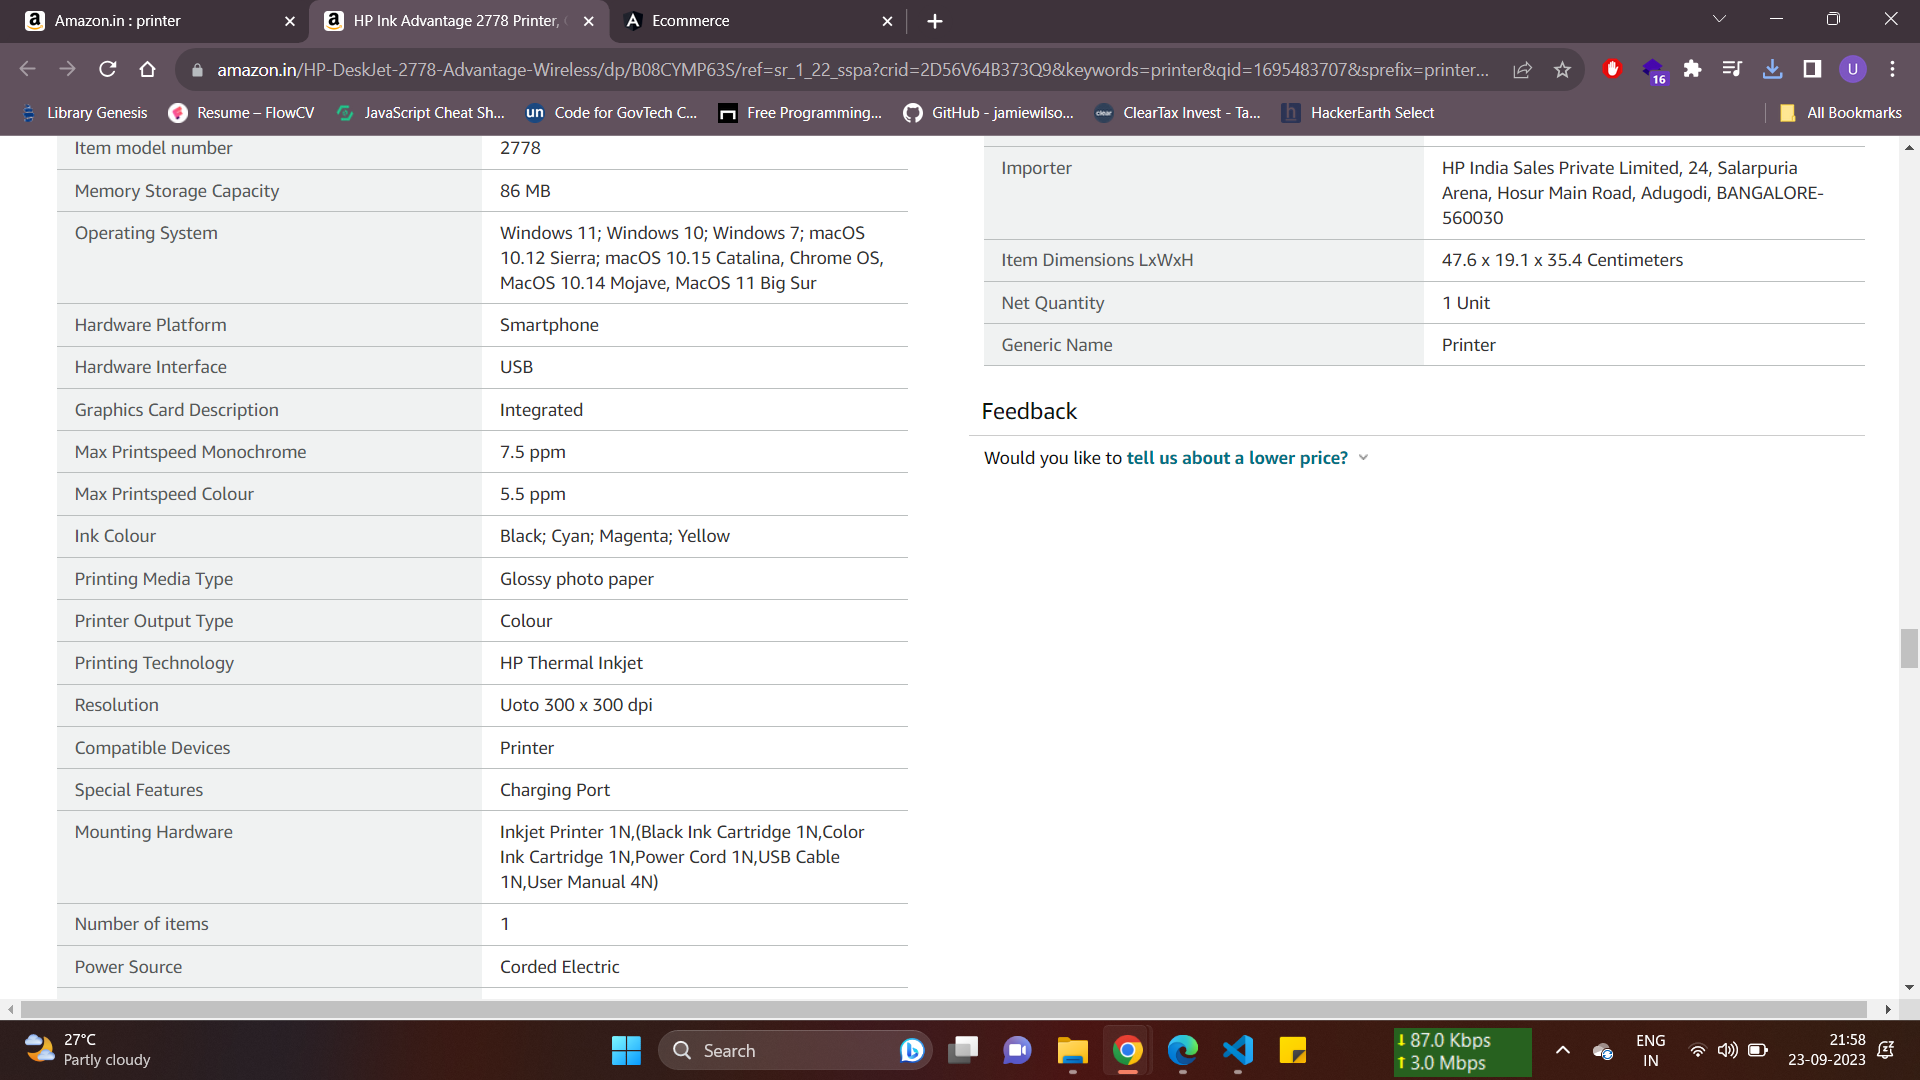 Amazon.in : printer
HP Ink Advantage 2778 Printer,
Ecommerce
amazon.in/HP-DeskJet-2778-Advantage-Wireless/dp/B08CYMP63S/ref=sr_1_22_sspa?crid=2D56V64B373Q9&keywords=printer&qid=1695483707&sprefix=printer...
16
U
Library Genesis
Resume – FlowCV
JavaScript Cheat Sh...
un
Code for GovTech C...
Free Programming...
GitHub - jamiewilso...
clear
ClearTax Invest - Ta...
h
HackerEarth Select
All Bookmarks
Item model number 2778
Memory Storage Capacity 86 MB
Operating System Windows 11; Windows 10; Windows 7; macOS
10.12 Sierra; macOS 10.15 Catalina, Chrome OS,
MacOS 10.14 Mojave, MacOS 11 Big Sur
Hardware Platform Smartphone
Hardware Interface USB
Graphics Card Description Integrated
Max Printspeed Monochrome 7.5 ppm
Max Printspeed Colour 5.5 ppm
Ink Colour Black; Cyan; Magenta; Yellow
Printing Media Type Glossy photo paper
Printer Output Type Colour
Printing Technology HP Thermal Inkjet
Resolution Uoto 300 x 300 dpi
Compatible Devices Printer
Special Features Charging Port
Mounting Hardware Inkjet Printer 1N,(Black Ink Cartridge 1N,Color
Ink Cartridge 1N,Power Cord 1N,USB Cable
1N,User Manual 4N)
Number of items 1
Power Source Corded Electric
Importer HP India Sales Private Limited, 24, Salarpuria
Arena, Hosur Main Road, Adugodi, BANGALORE-
560030
Item Dimensions LxWxH 47.6 x 19.1 x 35.4 Centimeters
Net Quantity 1 Unit
Generic Name Printer
Feedback
Would you like to tell us about a lower price?
27°C
Partly cloudy
Search
87.0 Kbps
3.0 Mbps
ENG
IN
21:58
23-09-2023